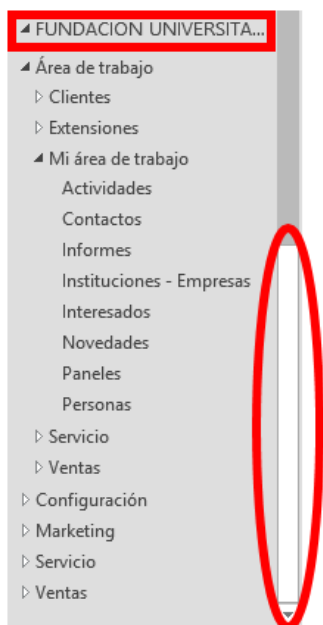 FUNDACION UNIVERSITA...
Área de trabajo
Clientes
Extensiones
Mi área de trabajo
Actividades
Contactos
Informes
Instituciones - Empresas
Interesados
Novedades
Paneles
Personas
Servicio
Ventas
Configuración
Marketing
Servicio
Ventas